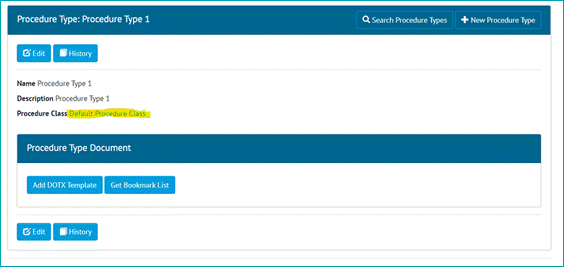 Procedure Type: Procedure Type 1
Search Procedure Types
New Procedure Type
Edit
History
Name Procedure Type 1
Description Procedure Type 1
Procedure Class Default Procedure Class
Procedure Type Document
Add DOTX Template
Get Bookmark List
Edit
History